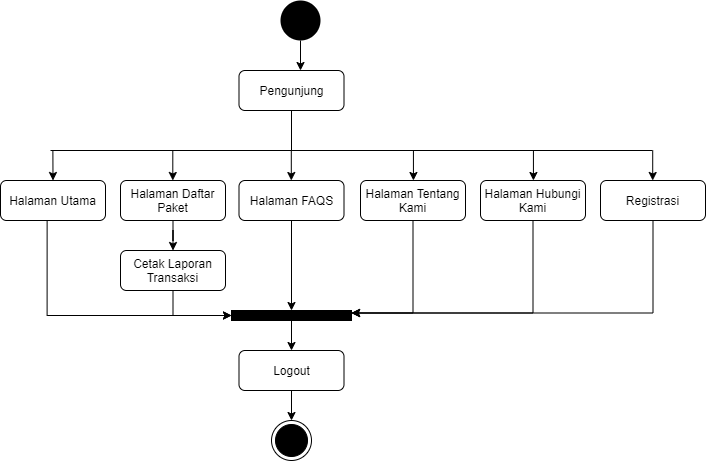 Pengunjung
Halaman Utama
Halaman Daftar
Paket
Halaman FAQS
Halaman Tentang
Kami
Halaman Hubungi
Kami
Registrasi
Cetak Laporan
Transaksi
Logout